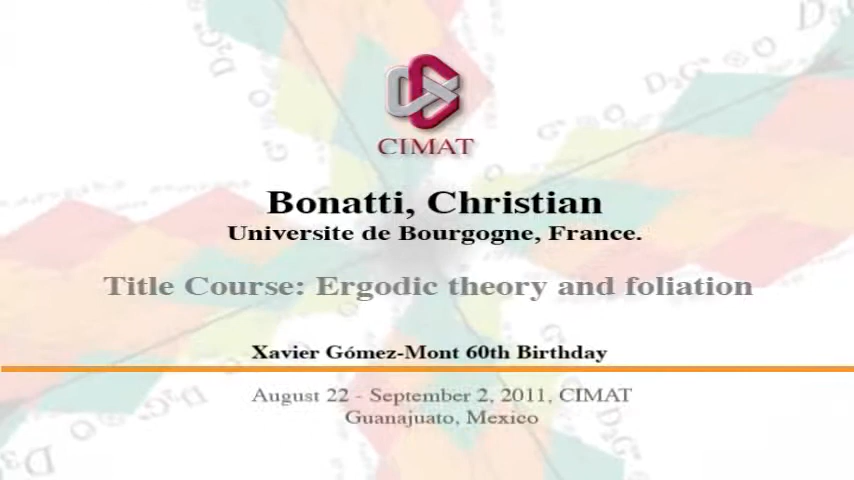 CIMAT
Bonatti, Christian
Universite de Bourgogne, France.
Title Course: Ergodic theory and foliation
Xavier Gómez-Mont 60th Birthday
August 22 - September 2, 2011, CIMAT
Guanajuato, Mexico